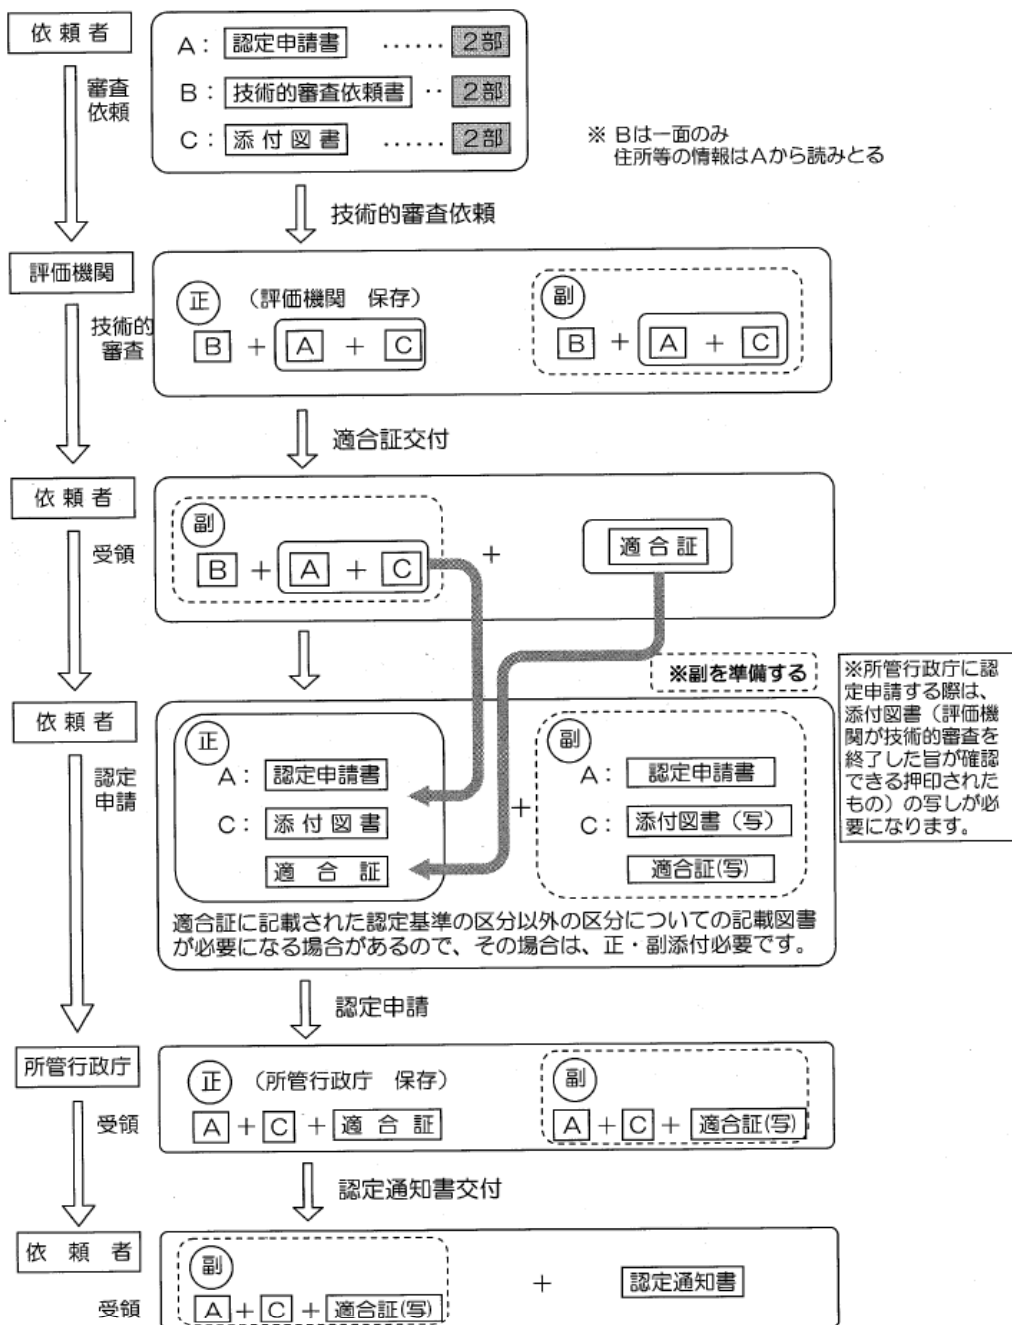 依頼者
A：認定申請書 …… 2部
審査
依頼
B：技術的審査依頼書 ‥ 2部
C：添付図書 …… 2部
※ Bは一面のみ
住所等の情報はAから読みとる
技術的審査依頼
評価機関
正 （評価機関 保存）
副
B + A + C
B + A + C
技術的
審査
適合証交付
依頼者
副
B + A + C
+
適合証
受領
※副を準備する
※所管行政庁に認
定申請する際は、
添付図書（評価機
関が技術的審査を
終了した旨が確認
できる押印された
もの）の写しが必
要になります。
依頼者
認定
申請
正
A：認定申請書
C：添付図書
適合証
+
副
A：認定申請書
C：添付図書（写）
適合証(写)
適合証に記載された認定基準の区分以外の区分についての記載図書
が必要になる場合があるので、その場合は、正・副添付必要です。
認定申請
所管行政庁
正 （所管行政庁 保存）
A + C + 適合証
副
A + C + 適合証(写)
受領
認定通知書交付
依頼者
副
A + C + 適合証(写)
+
認定通知書
受領